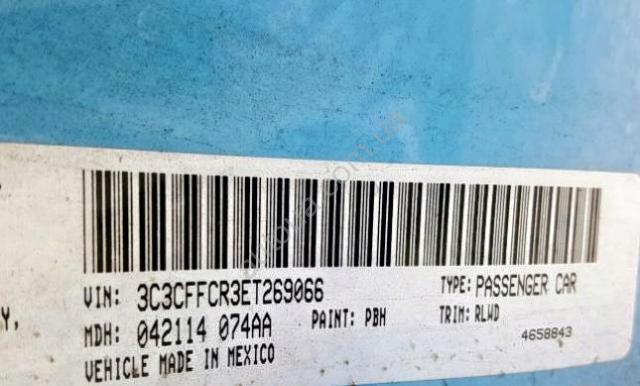 VIN: 3C3CFFCR3ET269066 TYPE: PASSENGER CAR
Y, MDH: 042114 074AA PAINT: PBH TRIM: RLWD
VEHICLE MADE IN MEXICO 4658843